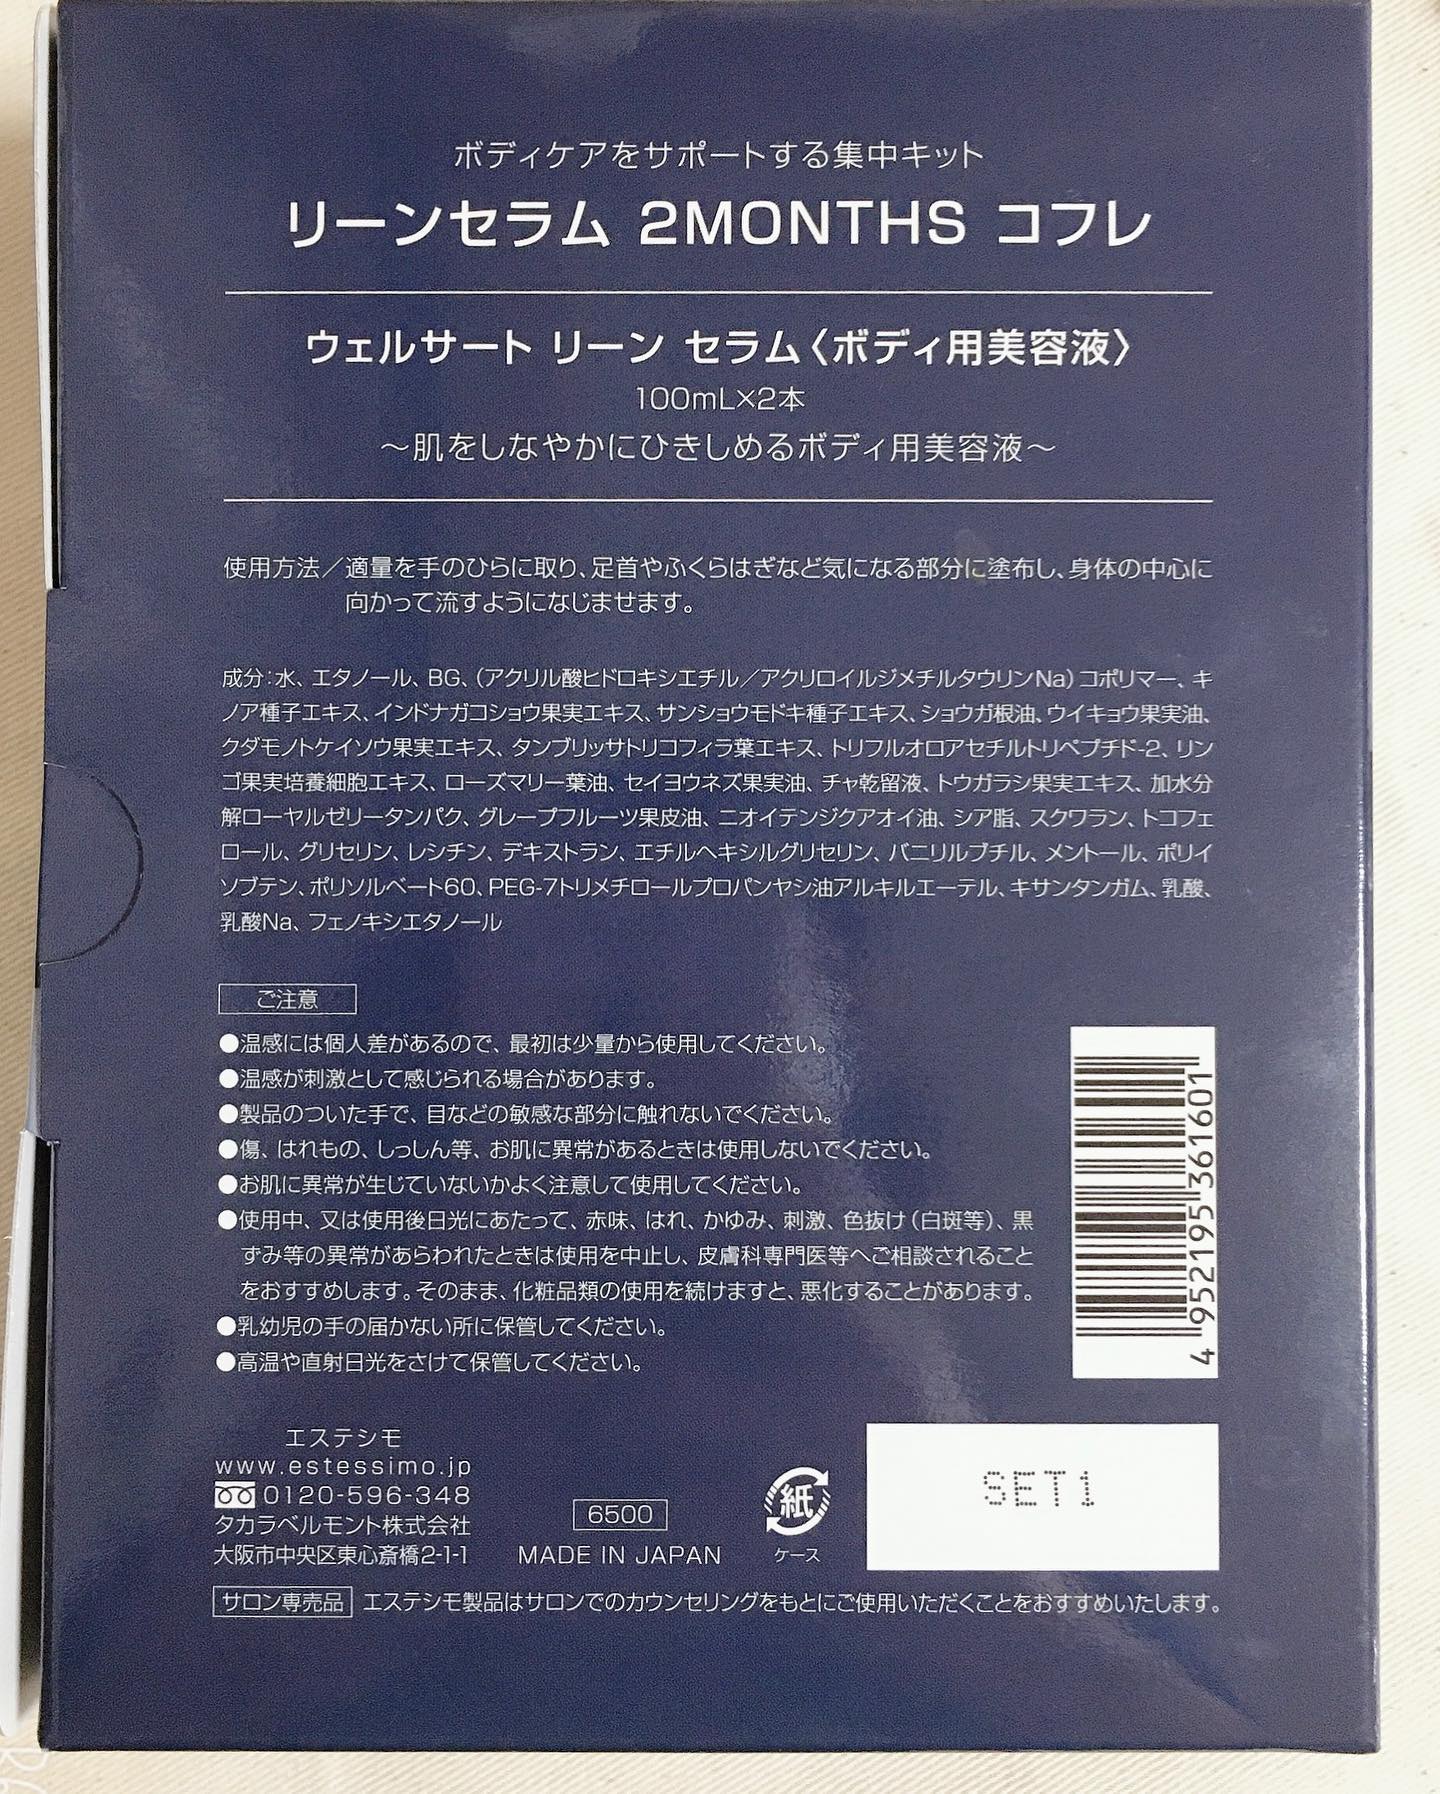 ボディケアをサポートする集中キット
リーンセラム 2MONTHS コフレ
ウェルサート リーン セラム〈ボディ用美容液〉
100mL×2本
～肌をしなやかにひきしめるボディ用美容液～
使用方法／適量を手のひらに取り、足首やふくらはぎなど気になる部分に塗布し、身体の中心に
向かって流すようになじませます。
成分：水、エタノール、BG、（アクリル酸ヒドロキシエチル／アクリロイルジメチルタウリンNa）コポリマー、キ
ノア種子エキス、インドナガコショウ果実エキス、サンショウモドキ種子エキス、ショウガ根油、ウイキョウ果実油、
クダモノトケイソウ果実エキス、タンブリッサトリコフィラ葉エキス、トリフルオロアセチルトリペプチド-2、リン
ゴ果実培養細胞エキス、ローズマリー葉油、セイヨウネズ果実油、チャ乾留液、トウガラシ果実エキス、加水分
解ローヤルゼリータンパク、グレープフルーツ果皮油、ニオイテンジクアオイ油、シア脂、スクワラン、トコフェ
ロール、グリセリン、レシチン、デキストラン、エチルヘキシルグリセリン、バニリルブチル、メントール、ポリイ
ソブテン、ポリソルベート60、PEG-7トリメチロールプロパンヤシ油アルキルエーテル、キサンタンガム、乳酸、
乳酸Na、フェノキシエタノール
ご注意
●温感には個人差があるので、最初は少量から使用してください。
●温感が刺激として感じられる場合があります。
●製品のついた手で、目などの敏感な部分に触れないでください。
●傷、はれもの、しっしん等、お肌に異常があるときは使用しないでください。
●お肌に異常が生じていないかよく注意して使用してください。
●使用中、又は使用後日光にあたって、赤味、はれ、かゆみ、刺激、色抜け（白斑等）、黒
ずみ等の異常があらわれたときは使用を中止し、皮膚科専門医等へご相談されること
をおすすめします。そのまま、化粧品類の使用を続けますと、悪化することがあります。
●乳幼児の手の届かない所に保管してください。
●高温や直射日光をさけて保管してください。
4952195361601
エステシモ
www.estessimo.jp
0120-596-348
タカラベルモント株式会社
大阪市中央区東心斎橋2-1-1
6500
MADE IN JAPAN
紙
ケース
SET1
サロン専売品 エステシモ製品はサロンでのカウンセリングをもとにご使用いただくことをおすすめいたします。